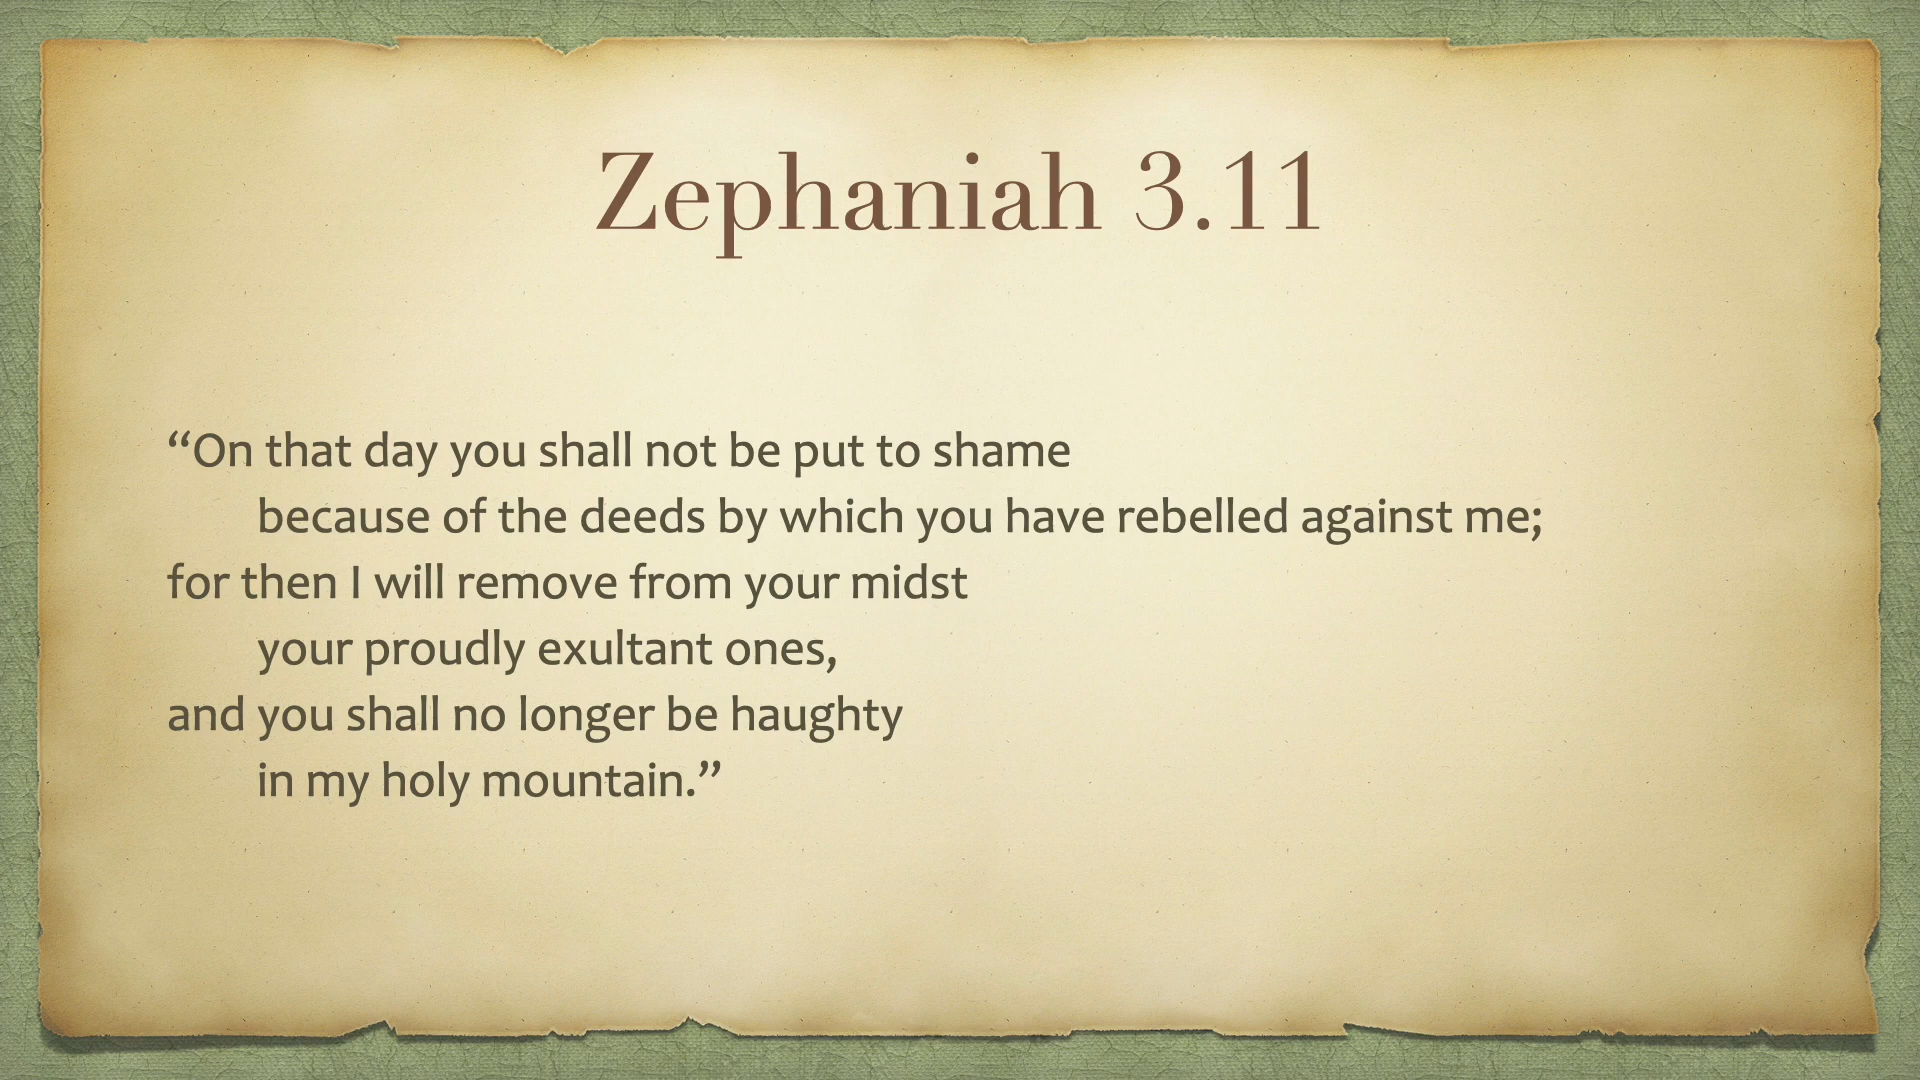 Zephaniah 3.11
“On that day you shall not be put to shame
because of the deeds by which you have rebelled against me;
for then I will remove from your midst
your proudly exultant ones,
and you shall no longer be haughty
in my holy mountain.”